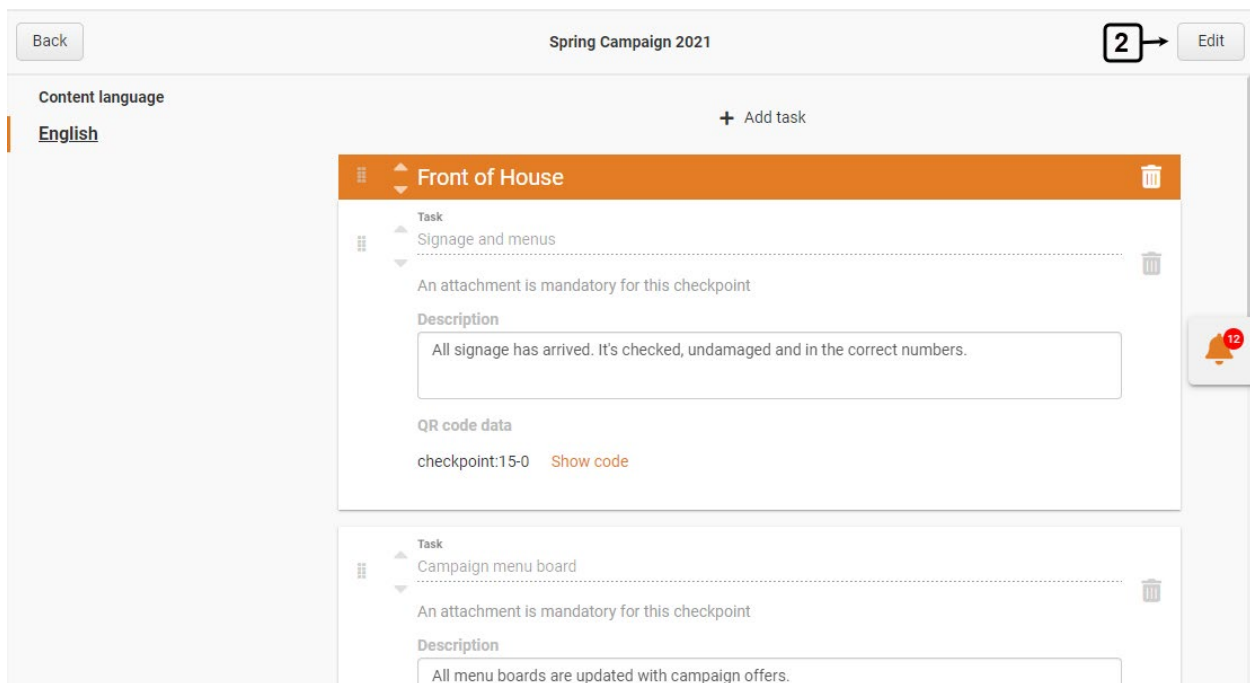 Back
Spring Campaign 2021
2
Edit
Content language
English
+ Add task
Front of House
Task
Signage and menus
An attachment is mandatory for this checkpoint
Description
All signage has arrived. It's checked, undamaged and in the correct numbers.
12
QR code data
checkpoint:15-0 Show code
Task
Campaign menu board
An attachment is mandatory for this checkpoint
Description
All menu boards are updated with campaign offers.